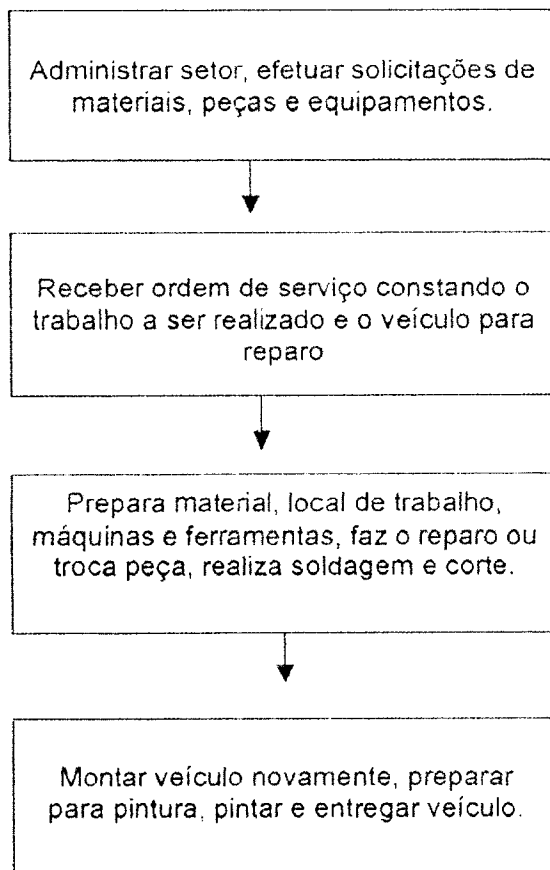 Administrar setor, efetuar solicitações de
materiais, peças e equipamentos.
Receber ordem de serviço constando o
trabalho a ser realizado e o veículo para
reparo
Prepara material, local de trabalho,
máquinas e ferramentas, faz o reparo ou
troca peça, realiza soldagem e corte.
Montar veículo novamente, preparar
para pintura, pintar e entregar veículo.